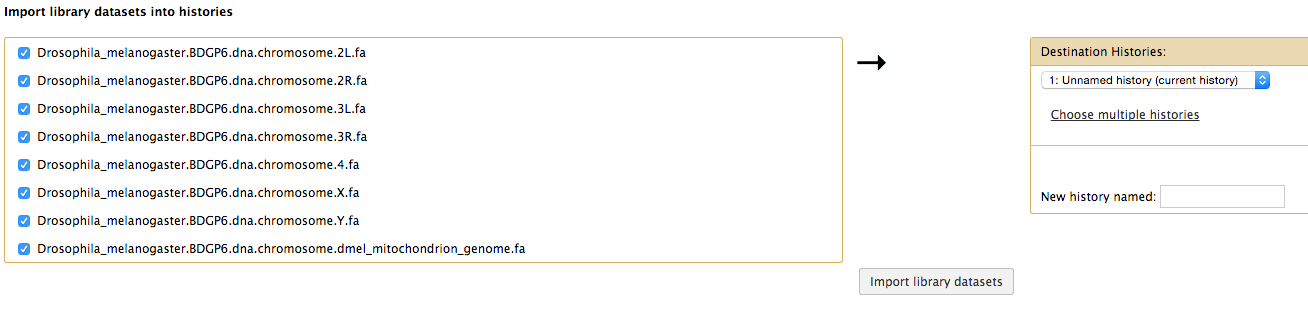 Import library datasets into histories
Drosophila_melanogaster.BDGP6.dna.chromosome.2L.fa
Drosophila_melanogaster.BDGP6.dna.chromosome.2R.fa
Drosophila_melanogaster.BDGP6.dna.chromosome.3L.fa
Drosophila_melanogaster.BDGP6.dna.chromosome.3R.fa
Drosophila_melanogaster.BDGP6.dna.chromosome.4.fa
Drosophila_melanogaster.BDGP6.dna.chromosome.X.fa
Drosophila_melanogaster.BDGP6.dna.chromosome.Y.fa
Drosophila_melanogaster.BDGP6.dna.chromosome.dmel_mitochondrion_genome.fa
Destination Histories:
1: Unnamed history (current history)
Choose multiple histories
New history named:
Import library datasets